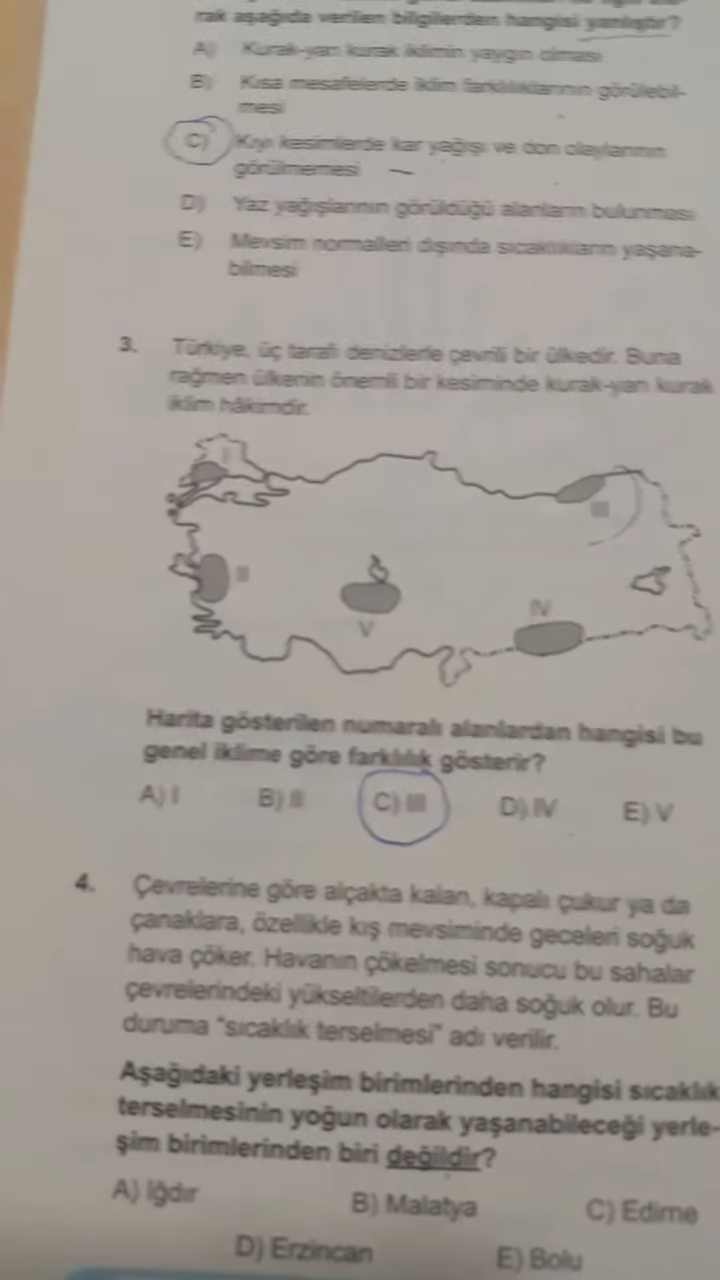 rak aşağıda verilen bilgilerden hangisi yanlıştır?
A) Kurak-yarı kurak iklimin yaygın olması
B) Kısa mesafelerde iklim farklılıklarının görülebil-
mesi
C) Kıyı kesimlerde kar yağışı ve don olaylarının
görülmemesi
D) Yaz yağışlarının görüldüğü alanların bulunması
E) Mevsim normalleri dışında sıcaklıkların yaşana-
bilmesi
3. Türkiye, üç tarafı denizlerle çevrili bir ülkedir. Buna
rağmen ülkenin önemli bir kesiminde kurak-yarı kurak
iklim hâkimdir.
I
III
II
IV
V
Harita gösterilen numaralı alanlardan hangisi bu
genel iklime göre farklılık gösterir?
A) I B) II C) III D) IV E) V
4. Çevrelerine göre alçakta kalan, kapalı çukur ya da
çanaklara, özellikle kış mevsiminde geceleri soğuk
hava çöker. Havanın çökelmesi sonucu bu sahalar
çevrelerindeki yükseltilerden daha soğuk olur. Bu
duruma "sıcaklık terselmesi" adı verilir.
Aşağıdaki yerleşim birimlerinden hangisi sıcaklık
terselmesinin yoğun olarak yaşanabileceği yerle-
şim birimlerinden biri değildir?
A) Iğdır B) Malatya C) Edirne
D) Erzincan E) Bolu